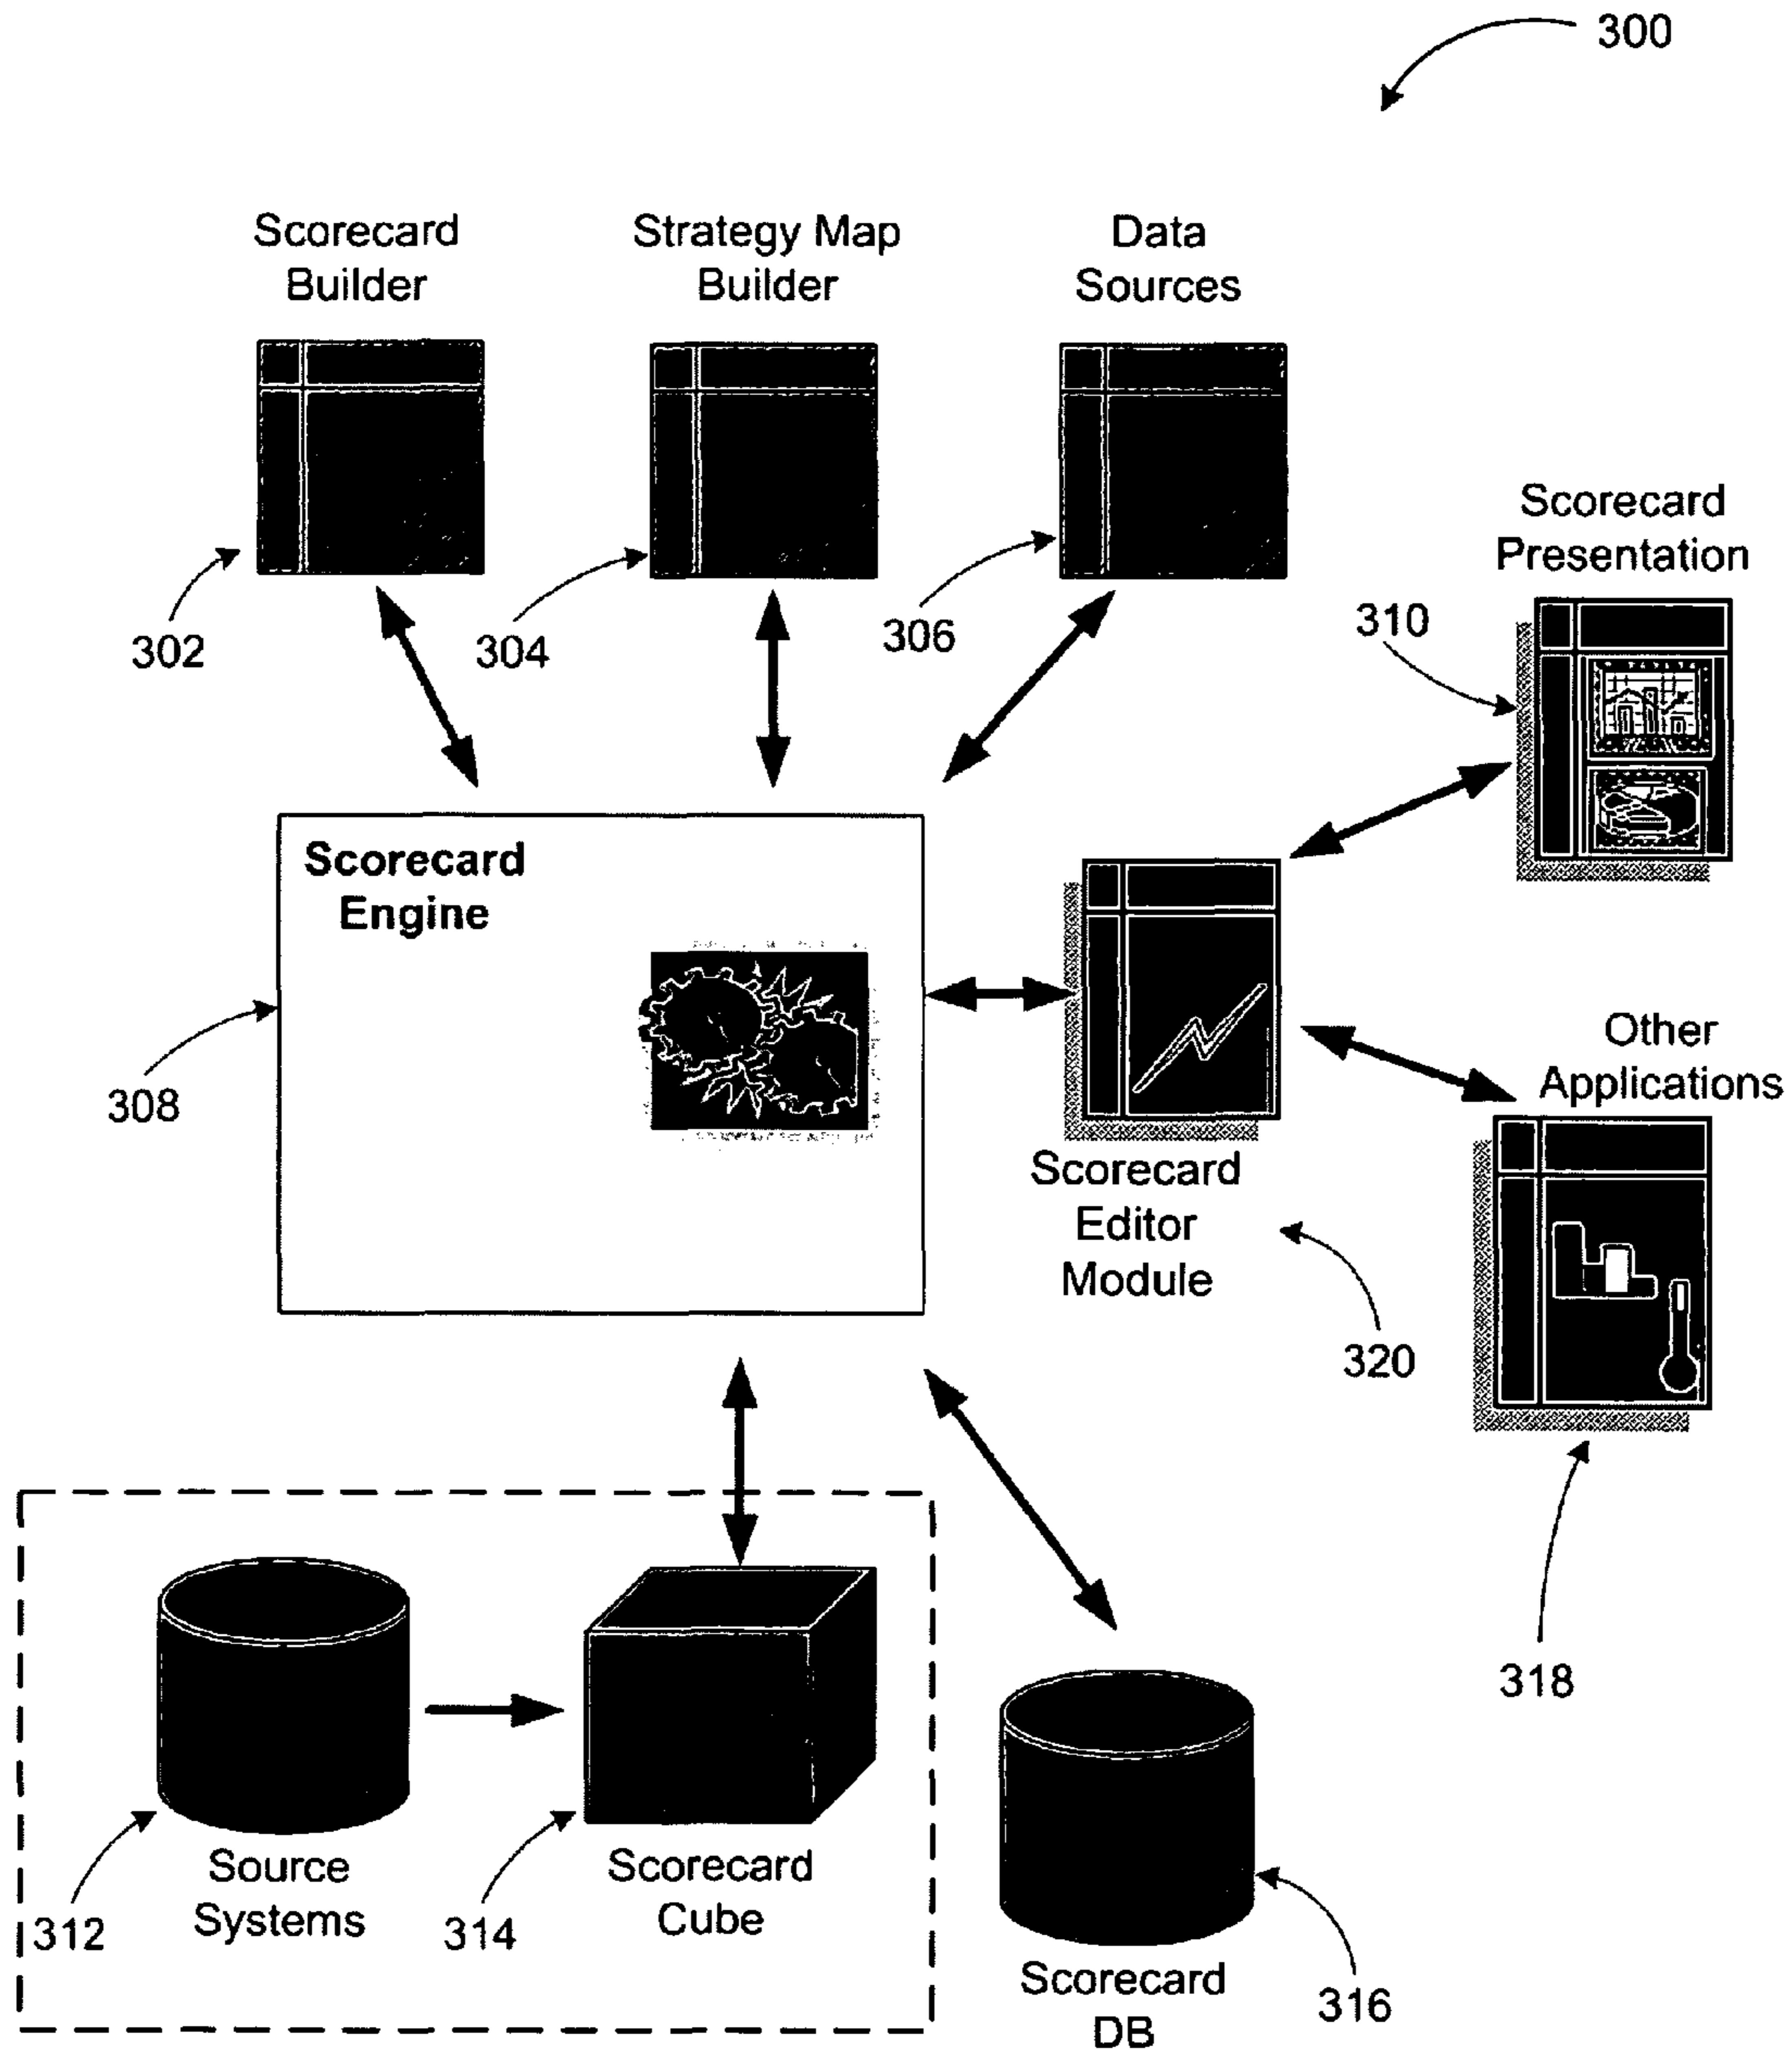 300
Scorecard
Builder
Strategy Map
Builder
Data
Sources
302
304
306
Scorecard
Presentation
310
Scorecard
Engine
308
Scorecard
Editor
Module
320
Other
Applications
318
Source
Systems
312
Scorecard
Cube
314
Scorecard
DB
316